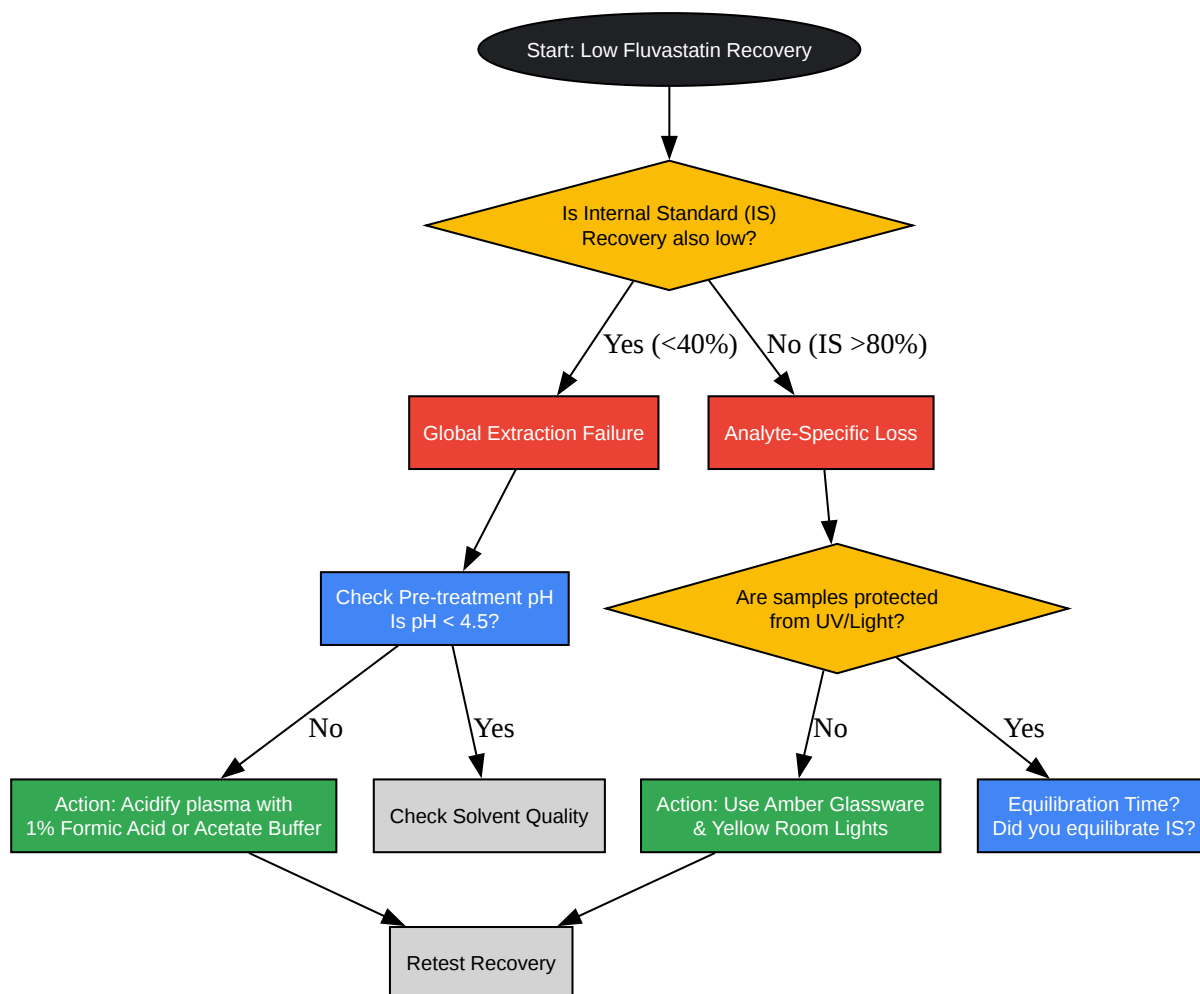 Start: Low Fluvastatin Recovery
Is Internal Standard (IS)
Recovery also low?
Yes (<40%)
No (IS >80%)
Global Extraction Failure
Analyte-Specific Loss
Check Pre-treatment pH
Is pH < 4.5?
Are samples protected
from UV/Light?
No
Yes
No
Yes
Action: Acidify plasma with
1% Formic Acid or Acetate Buffer
Check Solvent Quality
Action: Use Amber Glassware
& Yellow Room Lights
Equilibration Time?
Did you equilibrate IS?
Retest Recovery